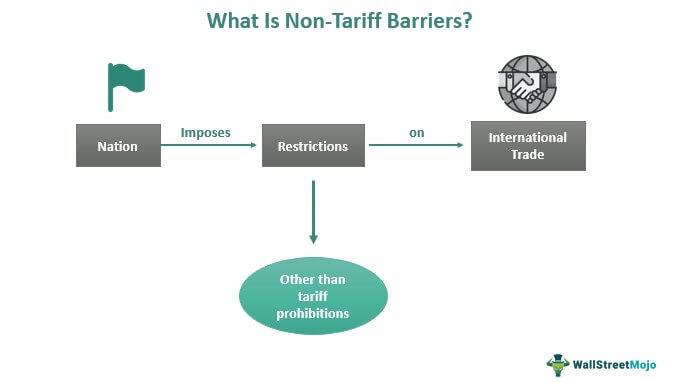 What Is Non-Tariff Barriers?
Nation
Imposes
Restrictions
on
International
Trade
Other than
tariff
prohibitions
WallStreetMojo